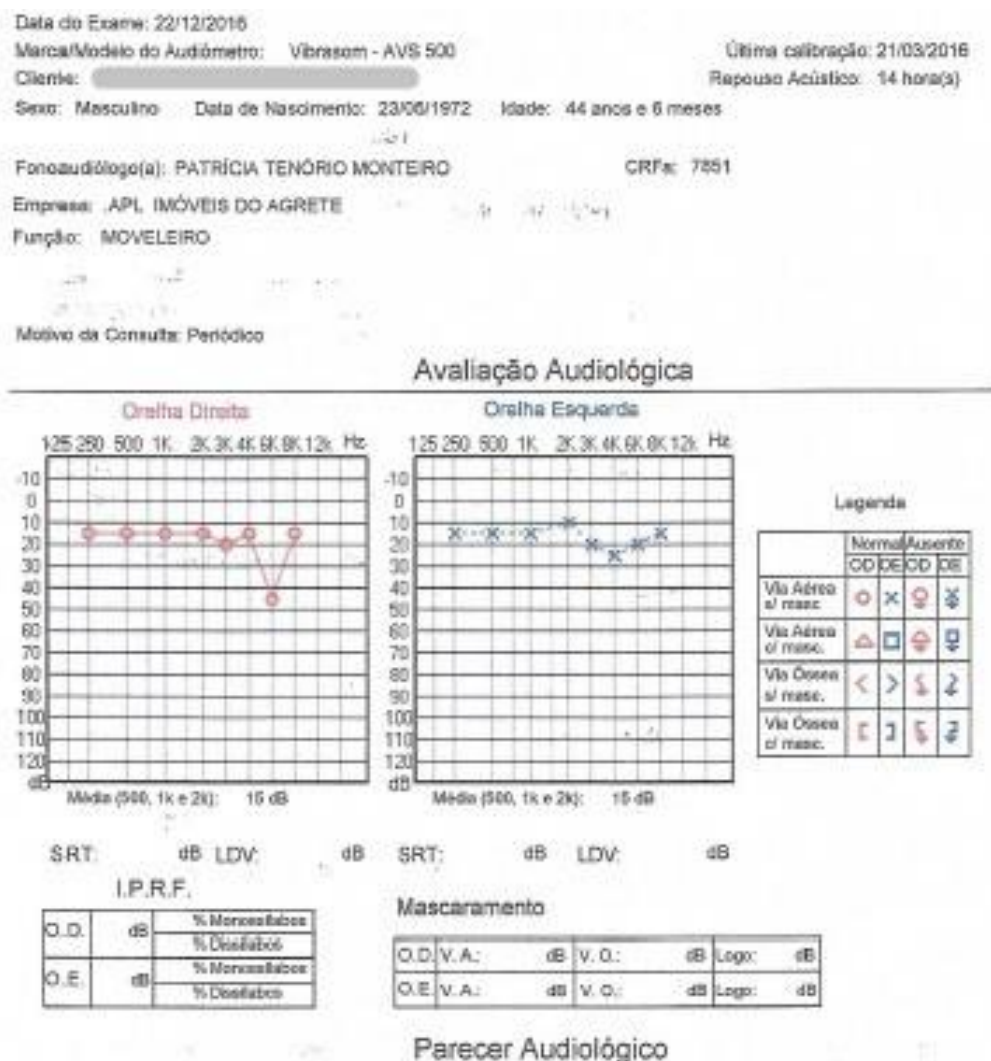 Data do Exame: 22/12/2016
Marca/Modelo do Audiômetro: Vibrasom - AVS 500 Última calibração: 21/03/2016
Cliente: Repouso Acústico: 14 hora(s)
Sexo: Masculino Data de Nascimento: 23/06/1972 Idade: 44 anos e 6 meses
Fonoaudiólogo(a): PATRÍCIA TENÓRIO MONTEIRO CRFa: 7851
Empresa: .APL IMÓVEIS DO AGRETE
Função: MOVELEIRO
Motivo da Consulta: Periódico
Avaliação Audiológica
Orelha Direita Orelha Esquerda
125 250 500 1K 2K 3K 4K 6K 8K 12k Hz 125 250 500 1K 2K 3K 4K 6K 8K 12k Hz
-10 -10
0 0
10 10
20 20
30 30
40 40
50 50
60 60
70 70
80 80
90 90
100 100
110 110
120 120
dB dB
Média (500, 1k e 2k): 15 dB Média (500, 1k e 2k): 15 dB
Legenda
Normal Ausente
OD OE OD OE
Via Aérea s/ masc.
Via Aérea c/ masc.
Via Óssea s/ masc.
Via Óssea c/ masc.
SRT: dB LDV: dB SRT: dB LDV: dB
I.P.R.F.
O.D. dB % Monossílabos
% Dissílabos
O.E. dB % Monossílabos
% Dissílabos
Mascaramento
O.D. V. A.: dB V. O.: dB Logo: dB
O.E. V. A.: dB V. O.: dB Logo: dB
Parecer Audiológico